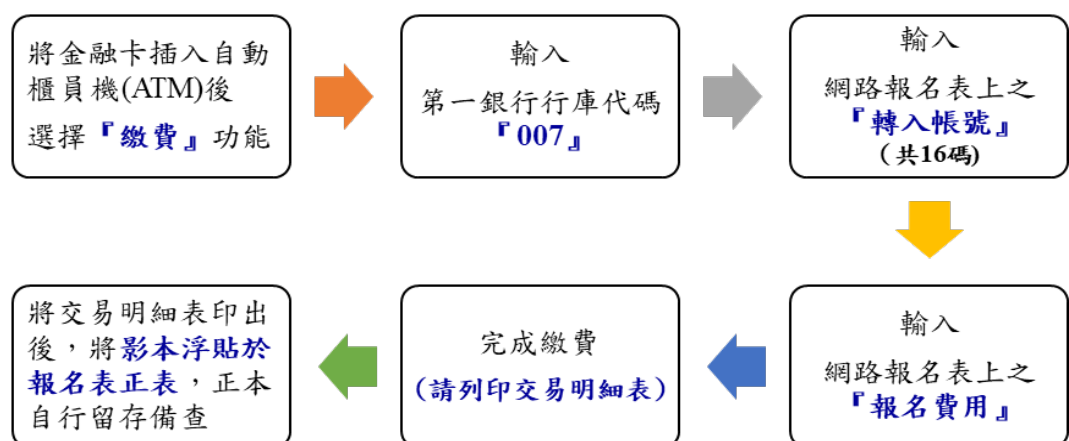 將金融卡插入自動
櫃員機(ATM)後
選擇『繳費』功能
輸入
第一銀行行庫代碼
『007』
輸入
網路報名表上之
『轉入帳號』
(共16碼)
輸入
網路報名表上之
『報名費用』
完成繳費
(請列印交易明細表)
將交易明細表印出
後，將影本浮貼於
報名表正表，正本
自行留存備查